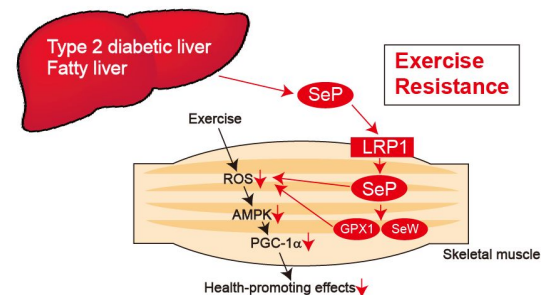 Type 2 diabetic liver
Fatty liver
SeP
Exercise
Resistance
Exercise
LRP1
ROS
SeP
AMPK
GPX1
SeW
PGC-1α
Skeletal muscle
Health-promoting effects